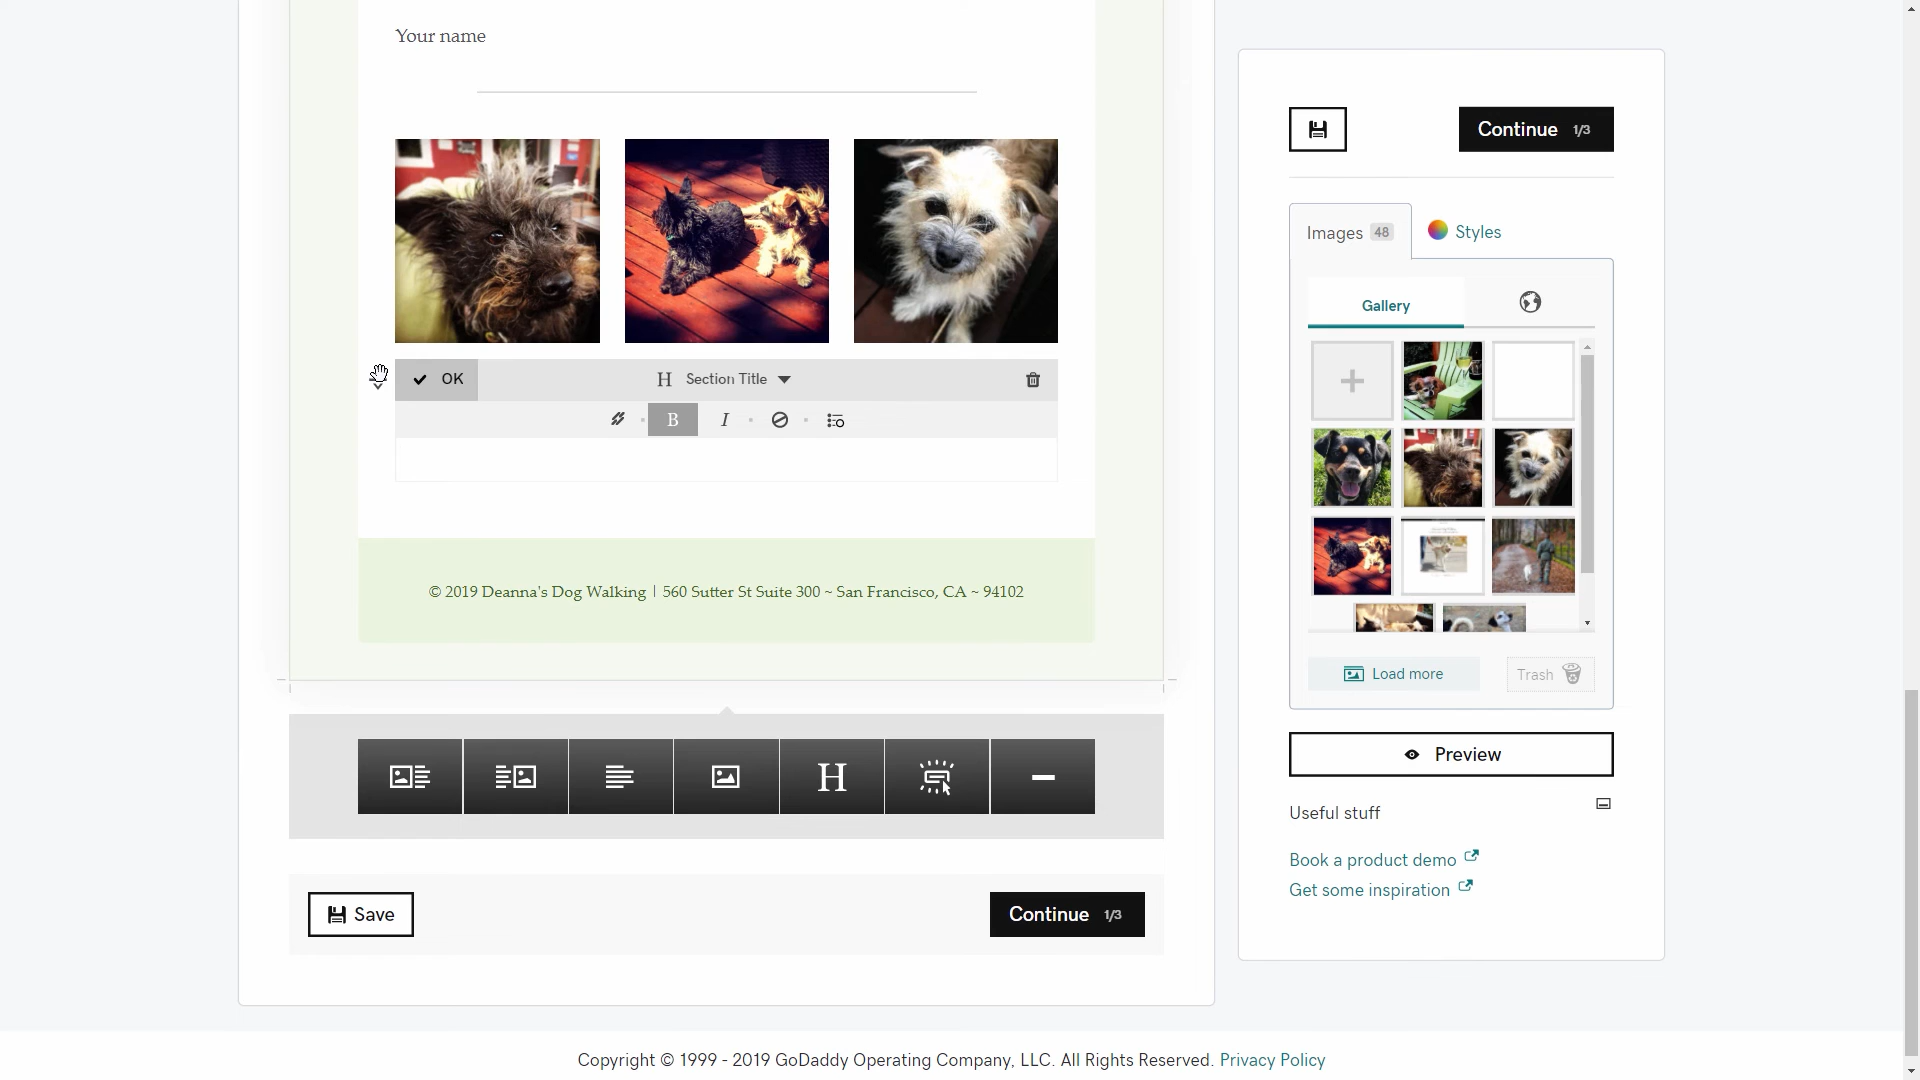 Your name
OK
H Section Title
B
I
© 2019 Deanna's Dog Walking | 560 Sutter St Suite 300 ~ San Francisco, CA ~ 94102
H
Save
Continue 1/3
Continue 1/3
Images 48
Styles
Gallery
Load more
Trash
Preview
Useful stuff
Book a product demo
Get some inspiration
Copyright © 1999 - 2019 GoDaddy Operating Company, LLC. All Rights Reserved. Privacy Policy